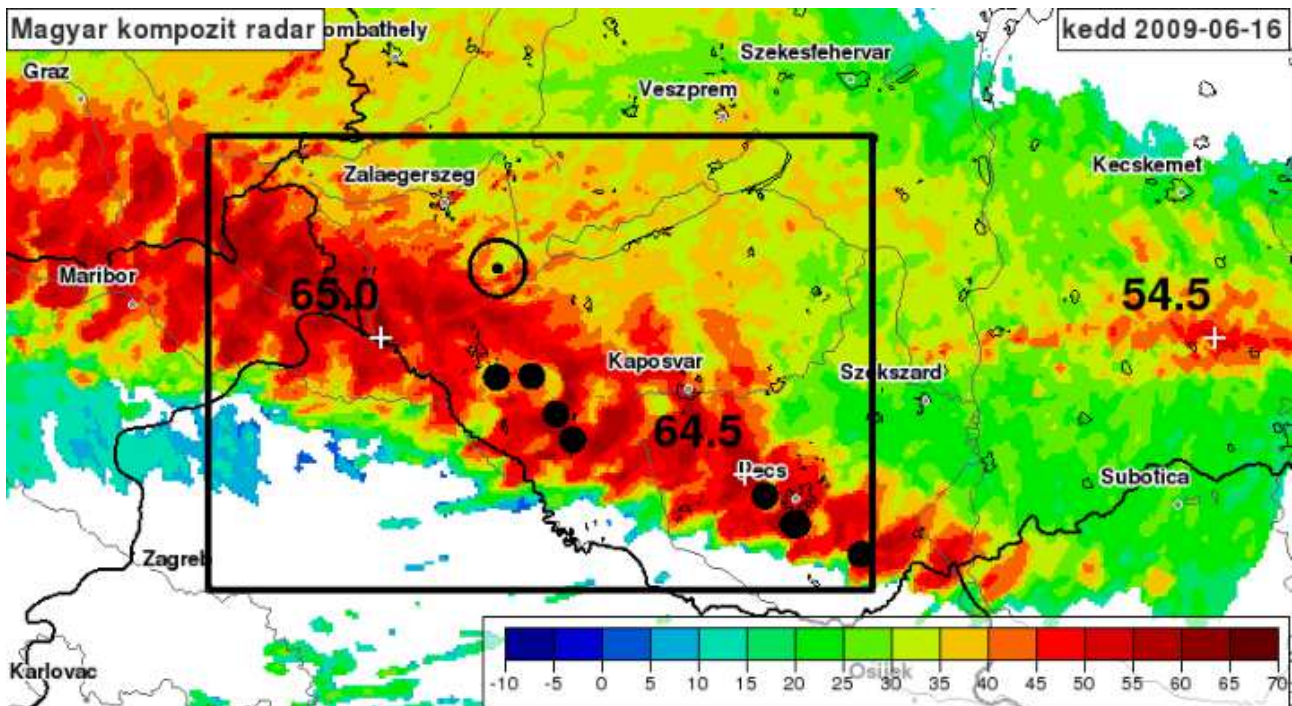 Magyar kompozit radar
ombathely
kedd 2009-06-16
Graz
Szekesfehervar
Veszprem
Kecskemet
Zalaegerszeg
Maribor
65.0
54.5
Kaposvar
Szekszard
64.5
Pecs
Subotica
Zagreb
Karlovac
Osijek
-10 -5 0 5 10 15 20 25 30 35 40 45 50 55 60 65 70